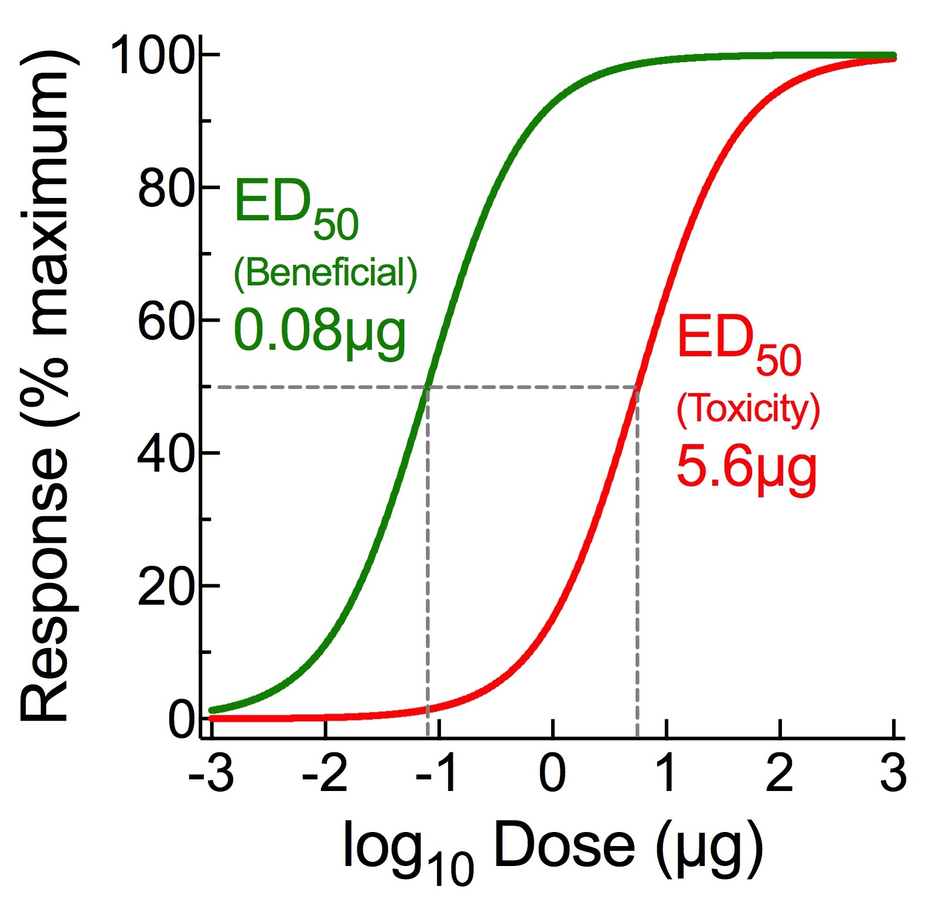 Response (% maximum)
100
80
60
40
20
0
ED50
(Beneficial)
0.08µg
ED50
(Toxicity)
5.6µg
-3 -2 -1 0 1 2 3
log10 Dose (µg)